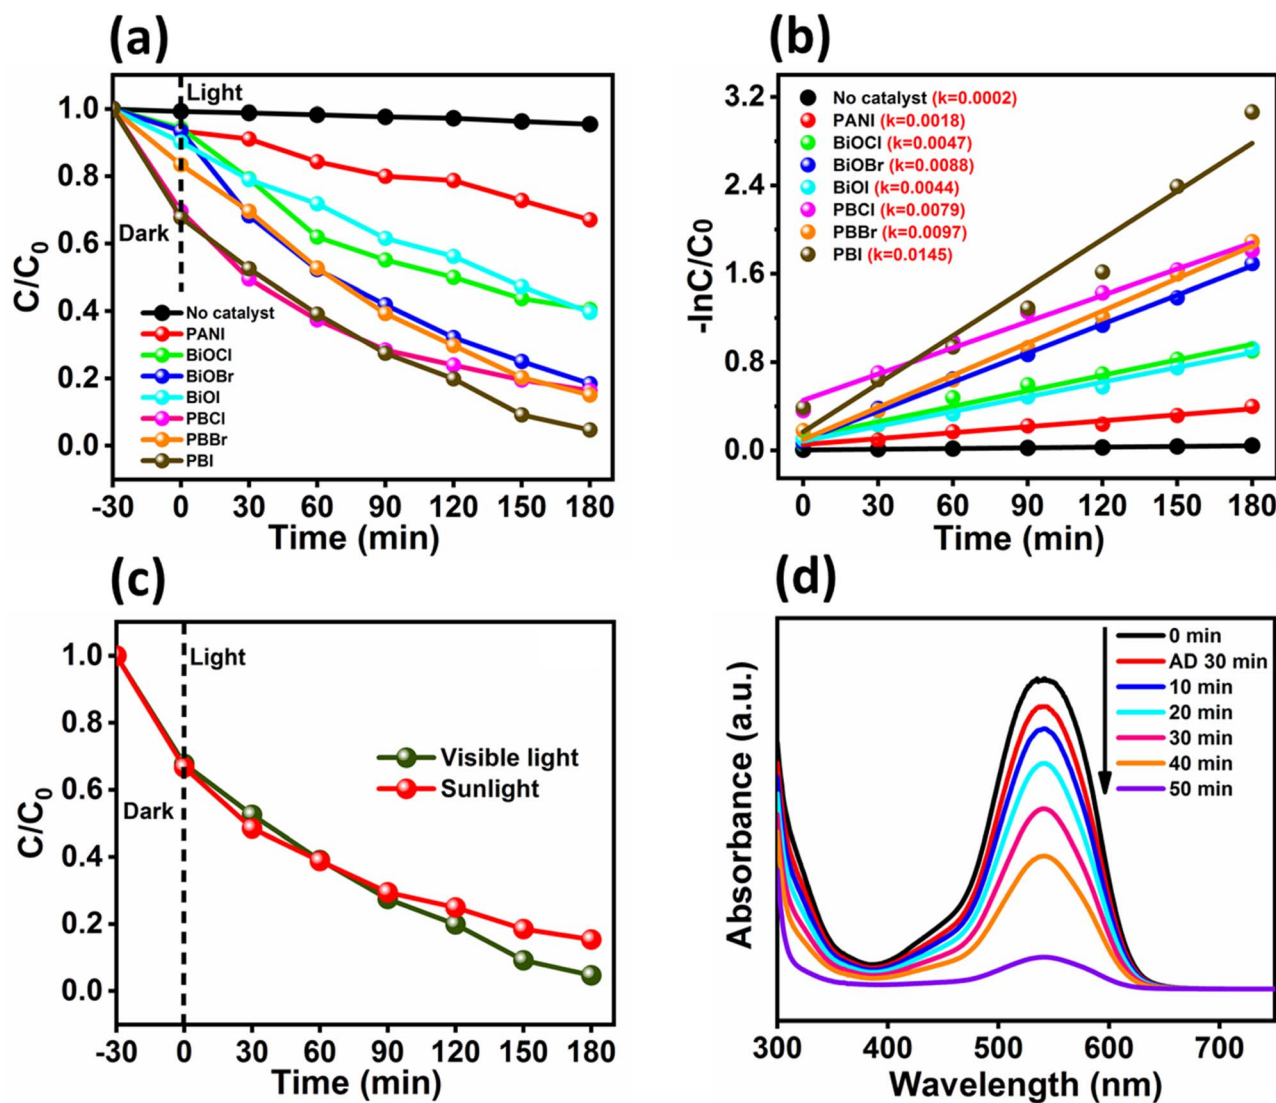 (a)
Light
Dark
No catalyst
PANI
BiOCl
BiOBr
BiOI
PBCl
PBBr
PBI
1.0
0.8
0.6
0.4
0.2
0.0
C/C0
-30 0 30 60 90 120 150 180
Time (min)
(b)
No catalyst (k=0.0002)
PANI (k=0.0018)
BiOCl (k=0.0047)
BiOBr (k=0.0088)
BiOI (k=0.0044)
PBCl (k=0.0079)
PBBr (k=0.0097)
PBI (k=0.0145)
3.2
2.4
1.6
0.8
0.0
-lnC/C0
0 30 60 90 120 150 180
Time (min)
(c)
Light
Dark
Visible light
Sunlight
1.0
0.8
0.6
0.4
0.2
0.0
C/C0
-30 0 30 60 90 120 150 180
Time (min)
(d)
0 min
AD 30 min
10 min
20 min
30 min
40 min
50 min
Absorbance (a.u.)
300 400 500 600 700
Wavelength (nm)